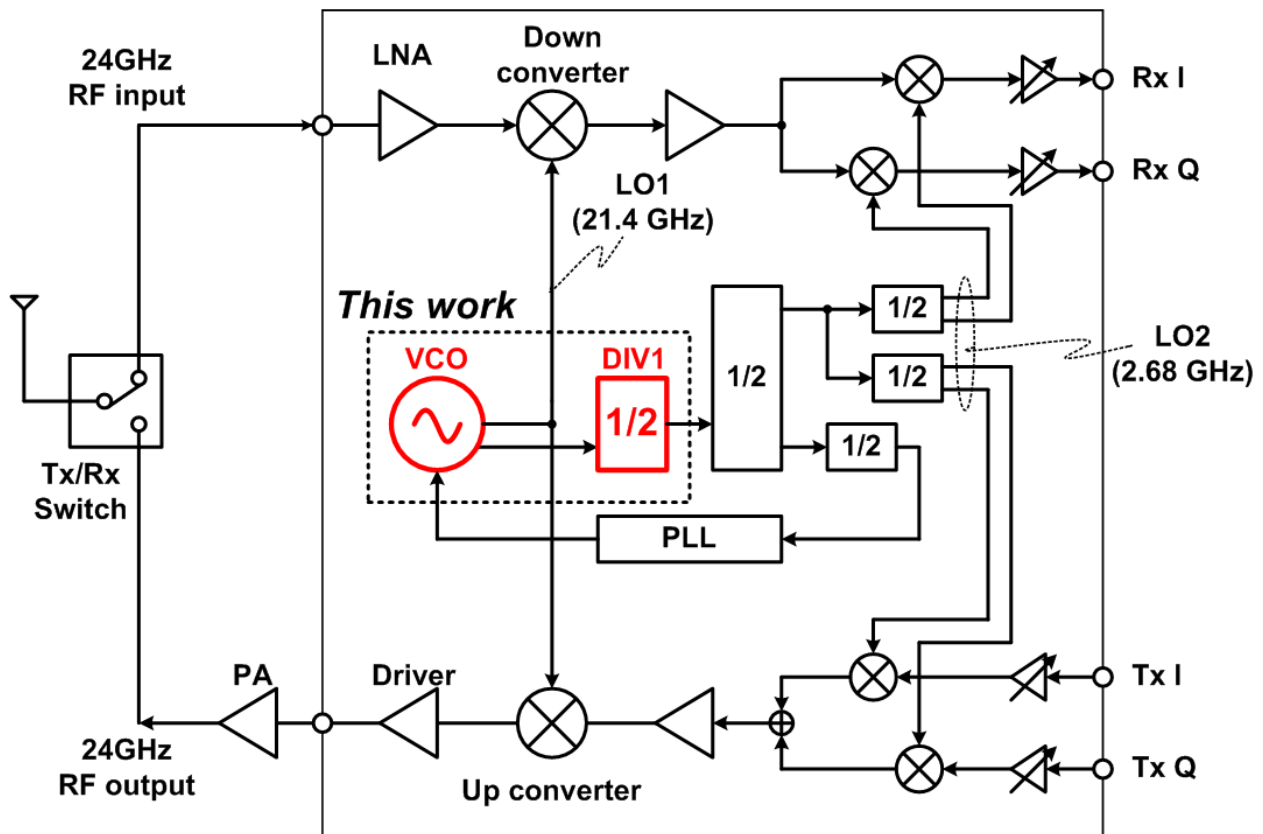 24GHz
RF input
LNA
Down
converter
Rx I
Rx Q
LO1
(21.4 GHz)
This work
VCO
DIV1
1/2
1/2
1/2
1/2
1/2
LO2
(2.68 GHz)
Tx/Rx
Switch
PLL
PA
Driver
Tx I
24GHz
RF output
Up converter
Tx Q